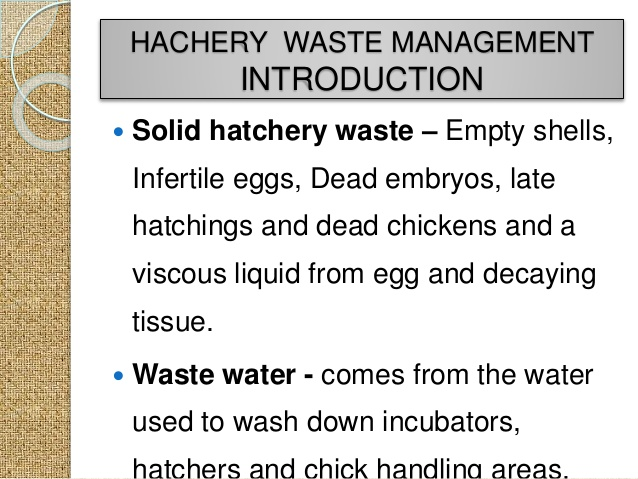 HACHERY WASTE MANAGEMENT
INTRODUCTION
• Solid hatchery waste – Empty shells,
Infertile eggs, Dead embryos, late
hatchings and dead chickens and a
viscous liquid from egg and decaying
tissue.
• Waste water - comes from the water
used to wash down incubators,
hatchers and chick handling areas.